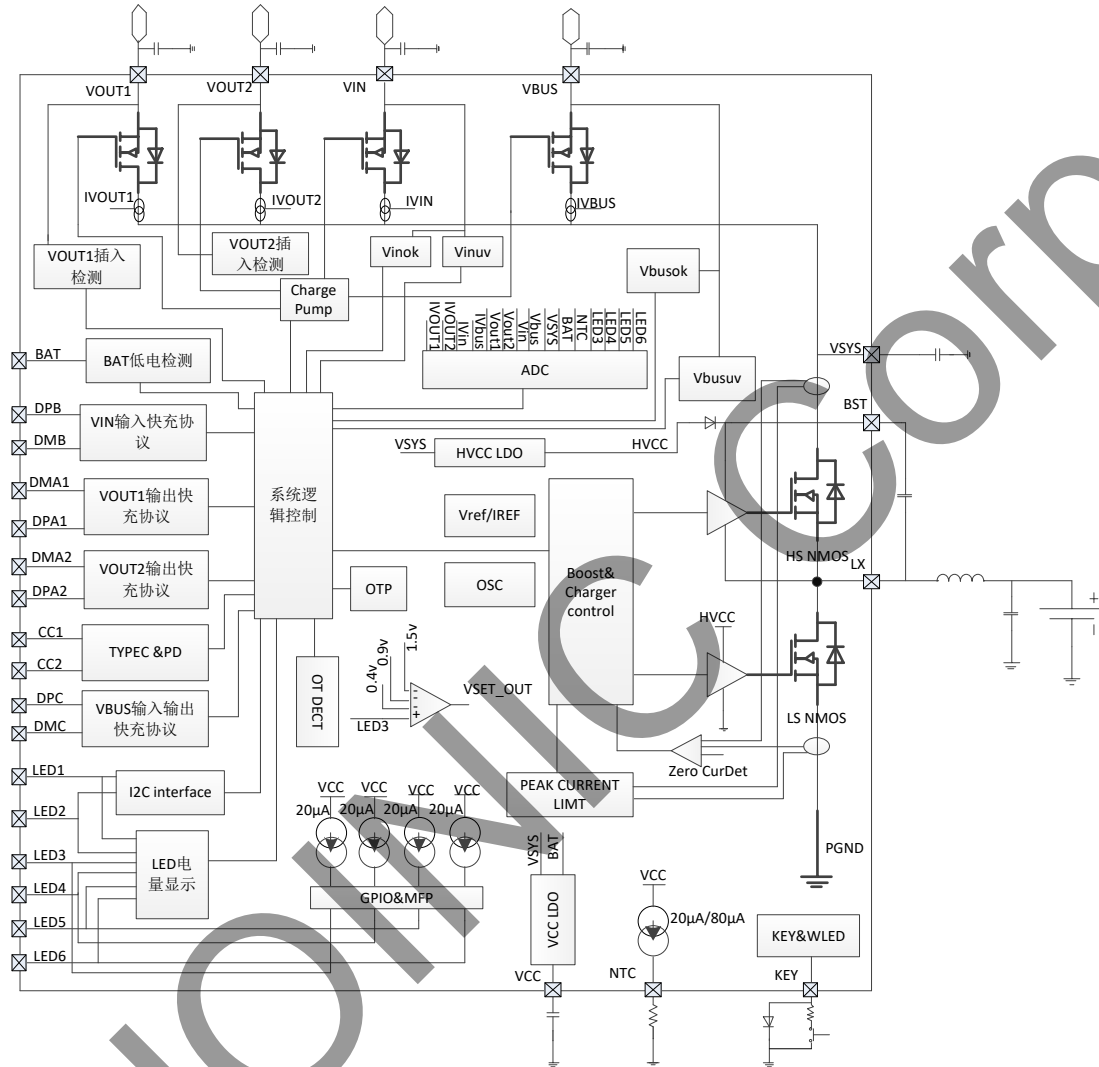 VOUT1
VOUT2
VIN
VBUS
IVOUT1
IVOUT2
IVIN
IVBUS
VOUT1插入
检测
VOUT2插
入检测
Vinok
Vinuv
Vbusok
Charge
Pump
IVOUT1
IVOUT2
IVin
IVbus
Vout1
Vout2
Vin
Vbus
VSYS
BAT
NTC
LED3
LED4
LED5
LED6
ADC
VSYS
BAT
BAT低电检测
Vbusuv
BST
DPB
DMB
VIN输入快充协
议
VSYS
HVCC LDO
HVCC
DMA1
DPA1
VOUT1输出快
充协议
系统逻
辑控制
Vref/IREF
Boost&
Charger
control
HS NMOS
LX
DMA2
DPA2
VOUT2输出快
充协议
OTP
OSC
CC1
CC2
TYPEC &PD
HVCC
OT DECT
0.4v
0.9v
1.5v
LED3
VSET_OUT
DPC
DMC
VBUS输入输出
快充协议
LS NMOS
Zero CurDet
LED1
LED2
I2C interface
PEAK CURRENT
LIMT
VCC
VCC
VCC
VCC
20μA
20μA
20μA
20μA
LED3
LED4
LED5
LED6
LED电
量显示
GPIO&MFP
VSYS
BAT
VCC LDO
VCC
VCC
20μA/80μA
NTC
PGND
KEY&WLED
KEY
+
-
Corp